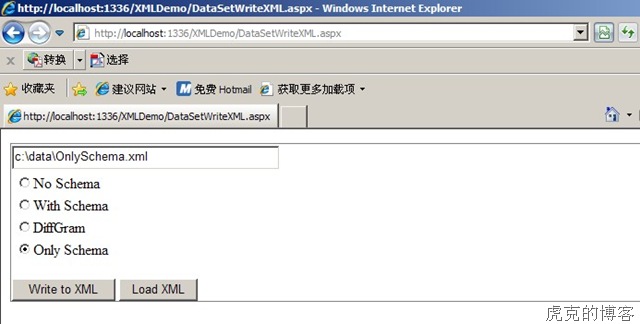 http://localhost:1336/XMLDemo/DataSetWriteXML.aspx - Windows Internet Explorer
http://localhost:1336/XMLDemo/DataSetWriteXML.aspx
x 转换 选择
收藏夹 建议网站 免费 Hotmail 获取更多加载项
http://localhost:1336/XMLDemo/DataSetWriteXML.aspx
c:\data\OnlySchema.xml
No Schema
With Schema
DiffGram
Only Schema
Write to XML Load XML
虎克的博客